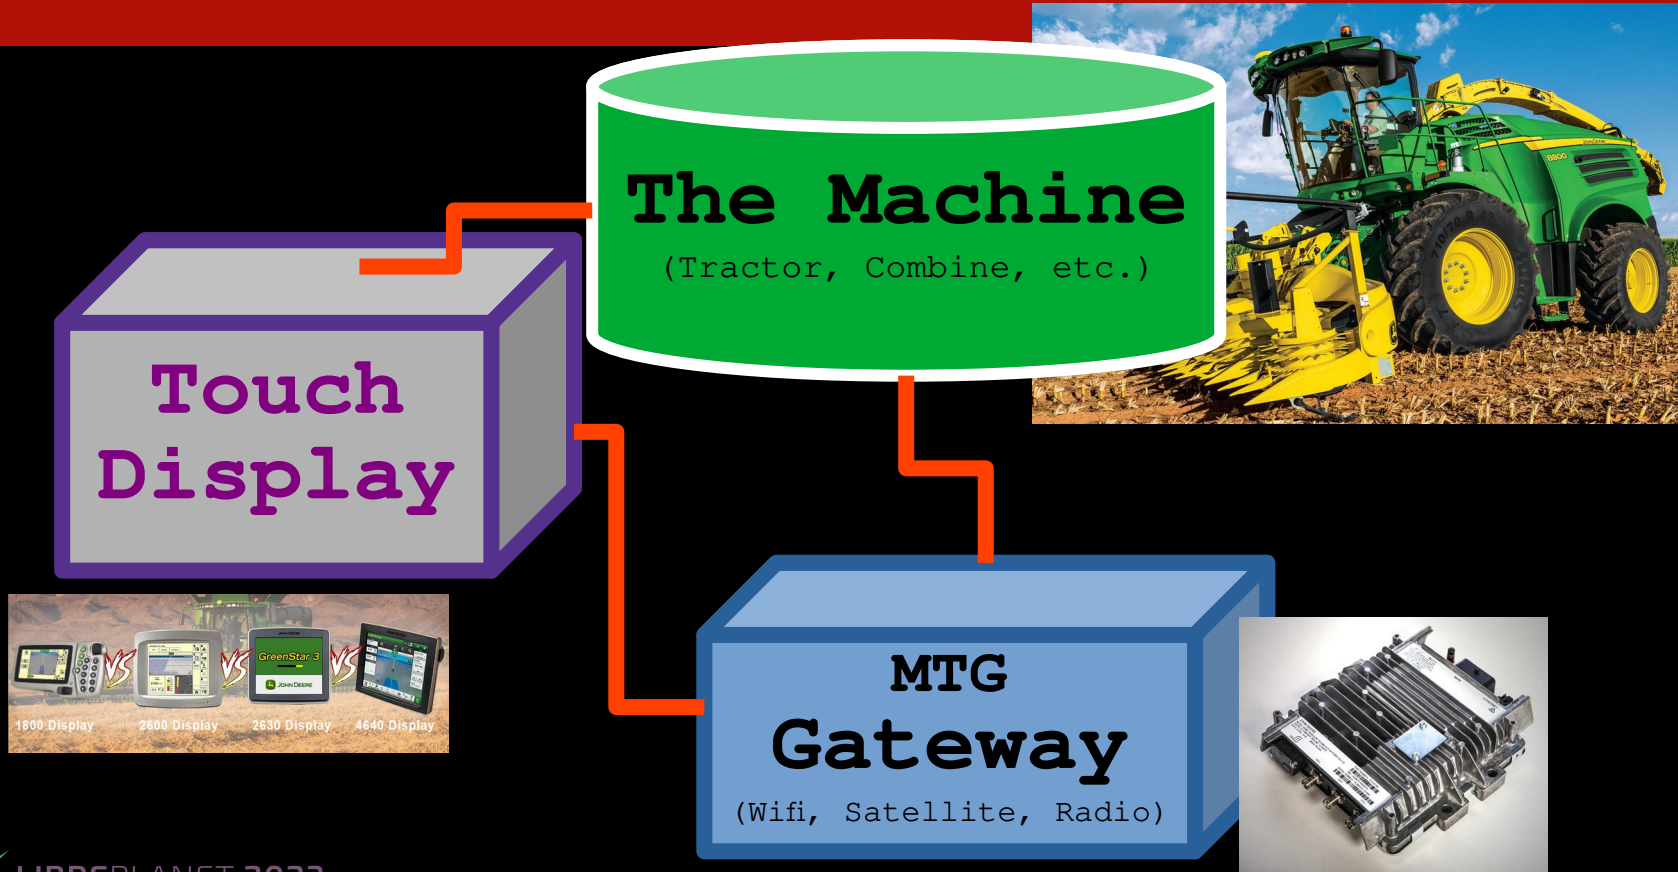 The Machine
(Tractor, Combine, etc.)
8800
Touch
Display
GreenStar 3
JOHN DEERE
VS VS VS
1800 Display 2600 Display 2630 Display 4640 Display
MTG
Gateway
(Wifi, Satellite, Radio)